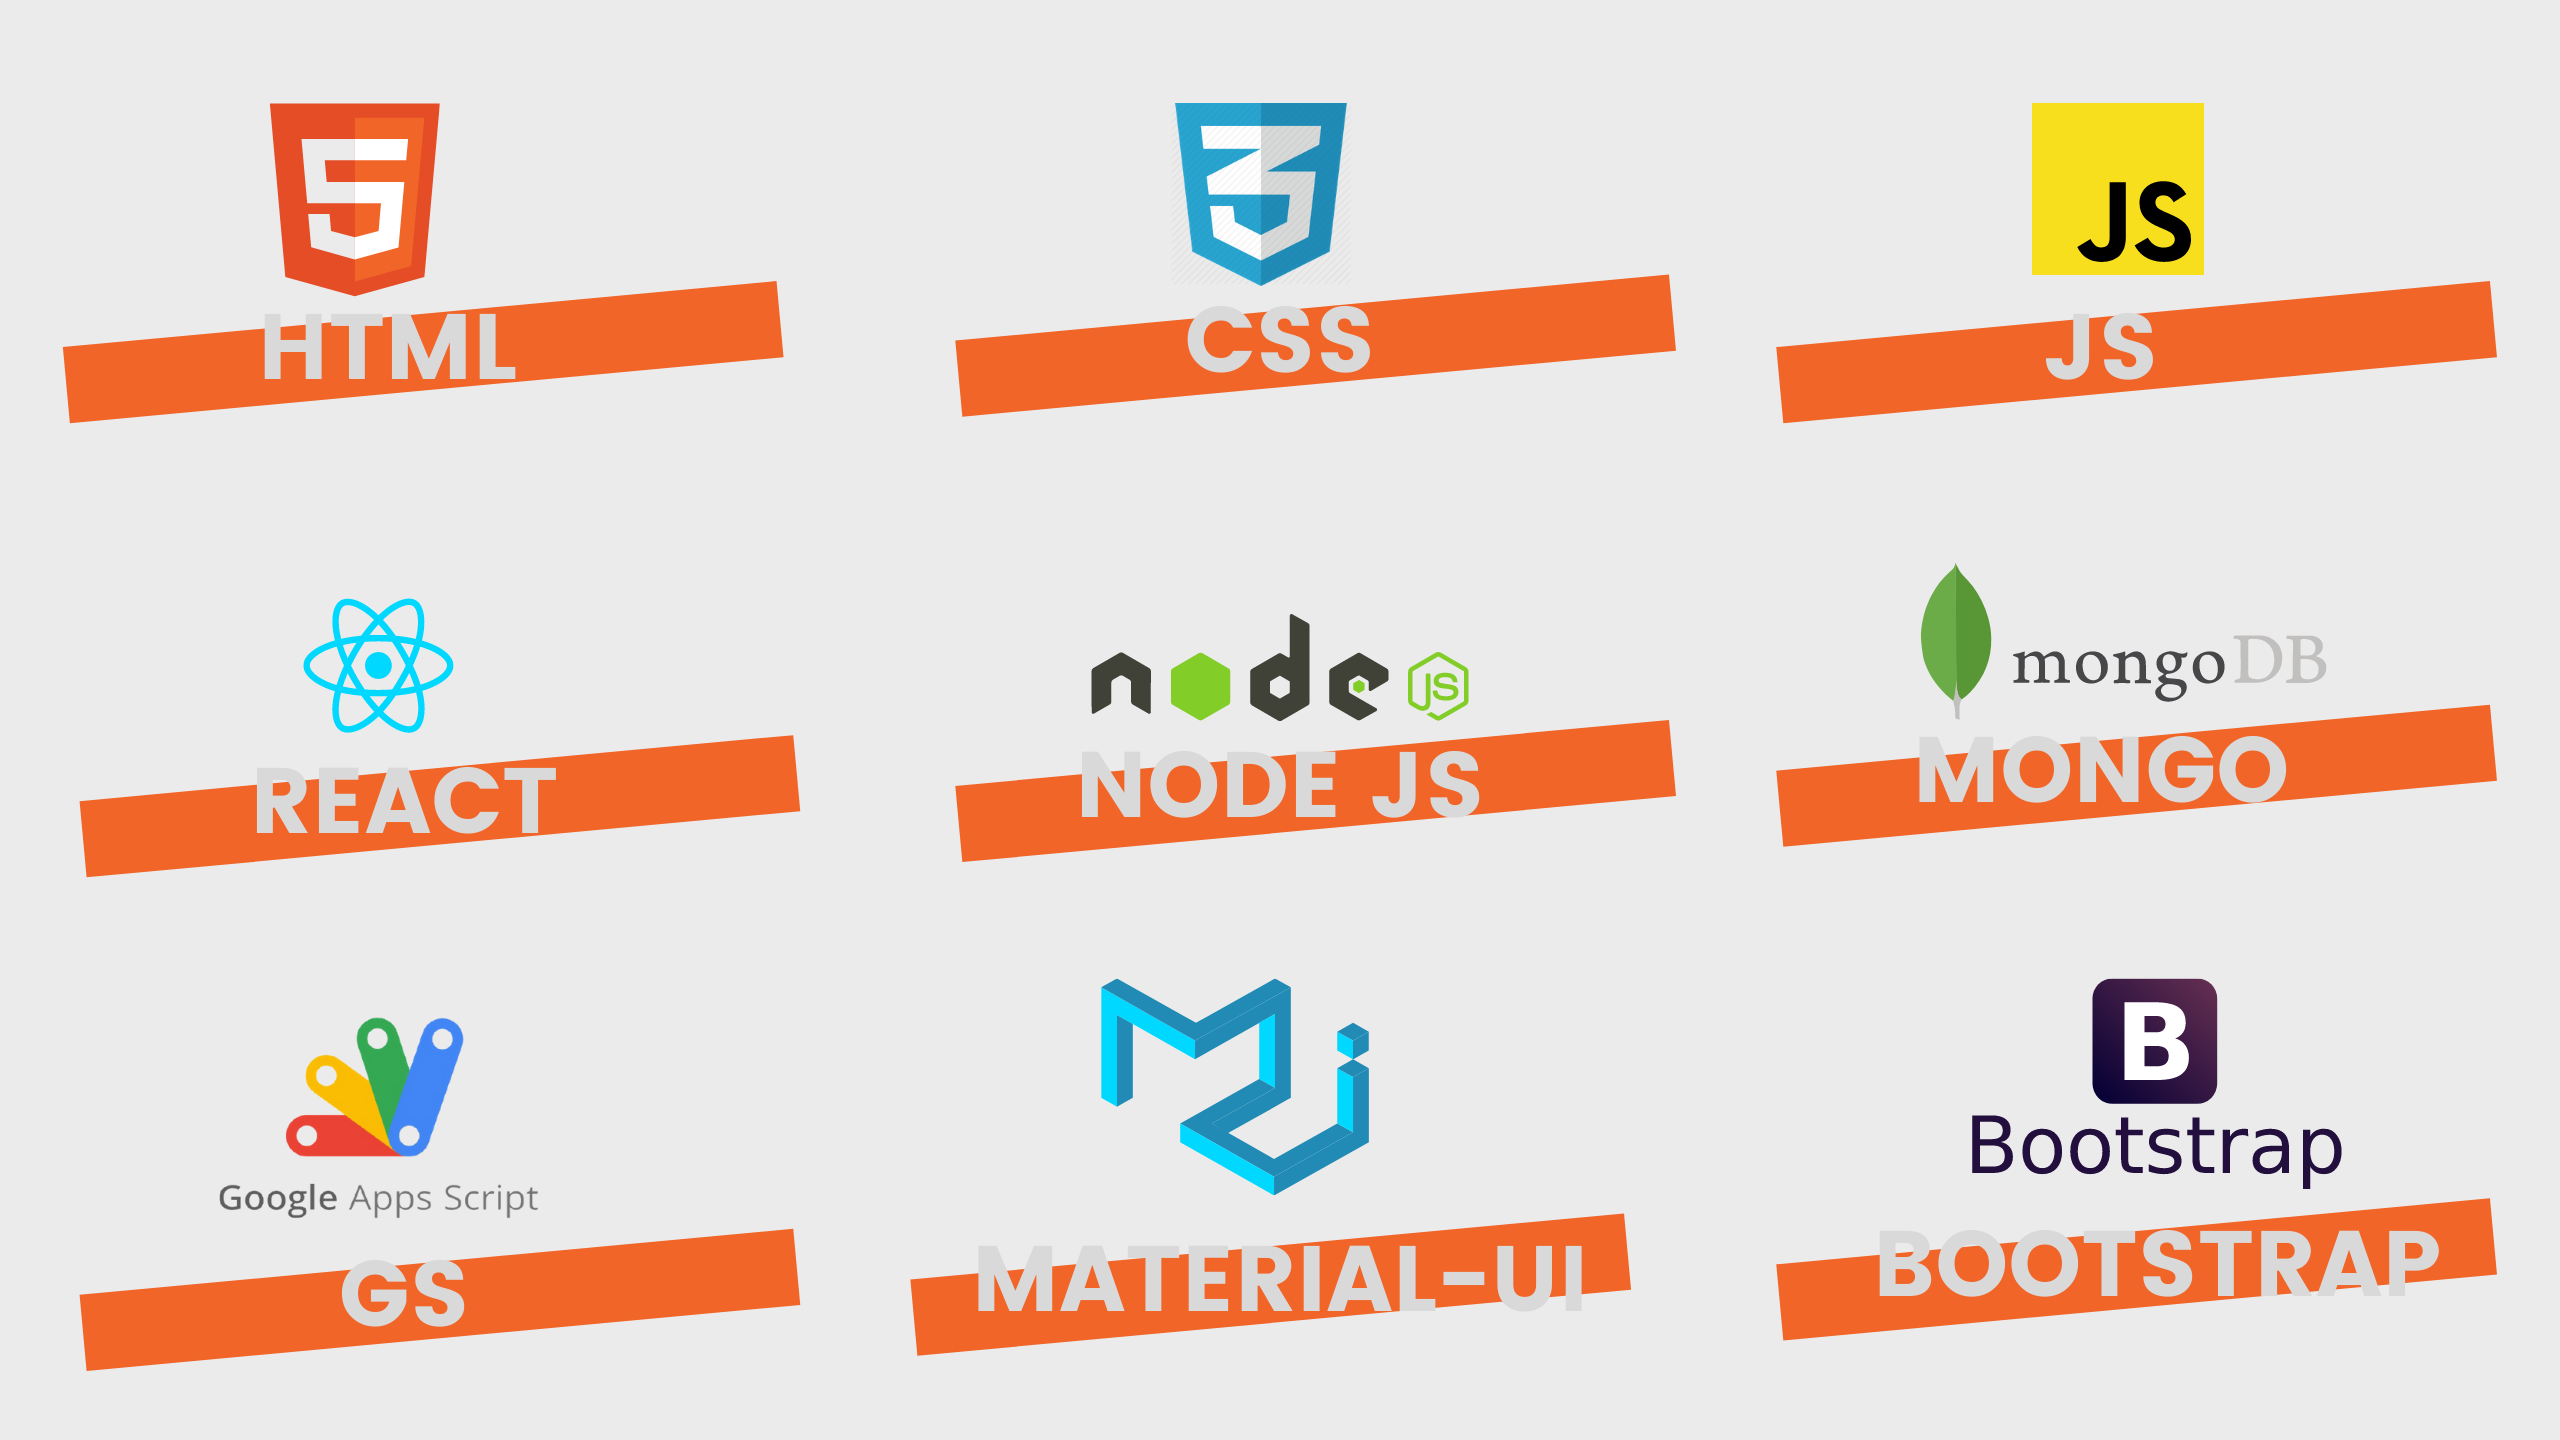 5
3
JS
HTML
CSS
JS
node JS
mongoDB
REACT
NODE JS
MONGO
B
Google Apps Script
Bootstrap
GS
MATERIAL-UI
BOOTSTRAP